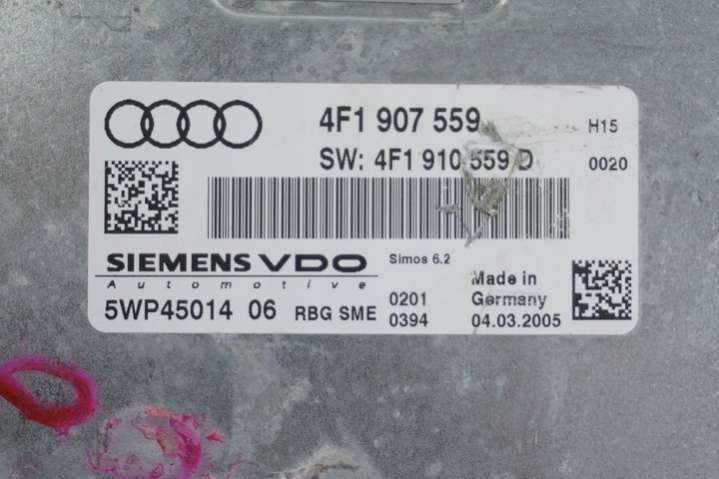 4F1 907 559
H15
SW: 4F1 910 559 D
0020
SIEMENS VDO
Automotive
Simos 6.2
5WP45014 06
RBG SME
0201
0394
Made in
Germany
04.03.2005